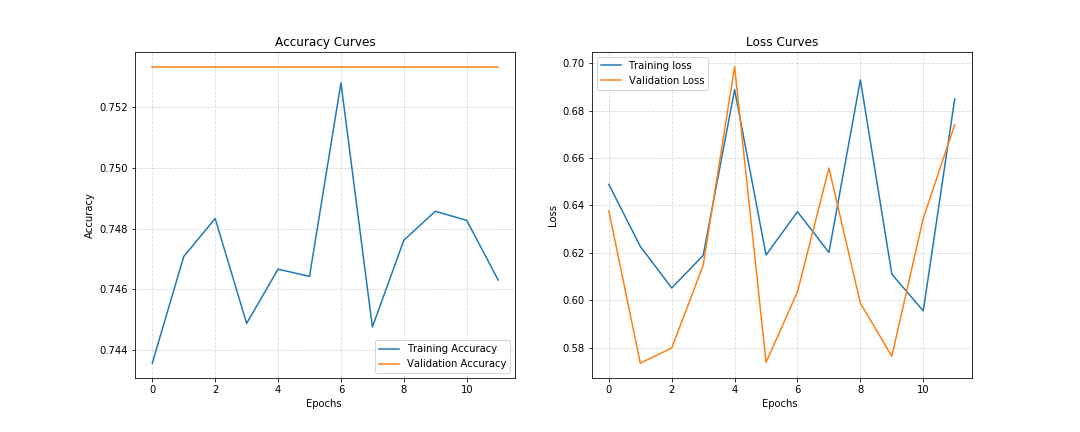 Accuracy Curves
Accuracy
0.752
0.750
0.748
0.746
0.744
Training Accuracy
Validation Accuracy
0 2 4 6 8 10
Epochs
Loss Curves
Loss
0.70
0.68
0.66
0.64
0.62
0.60
0.58
Training loss
Validation Loss
0 2 4 6 8 10
Epochs